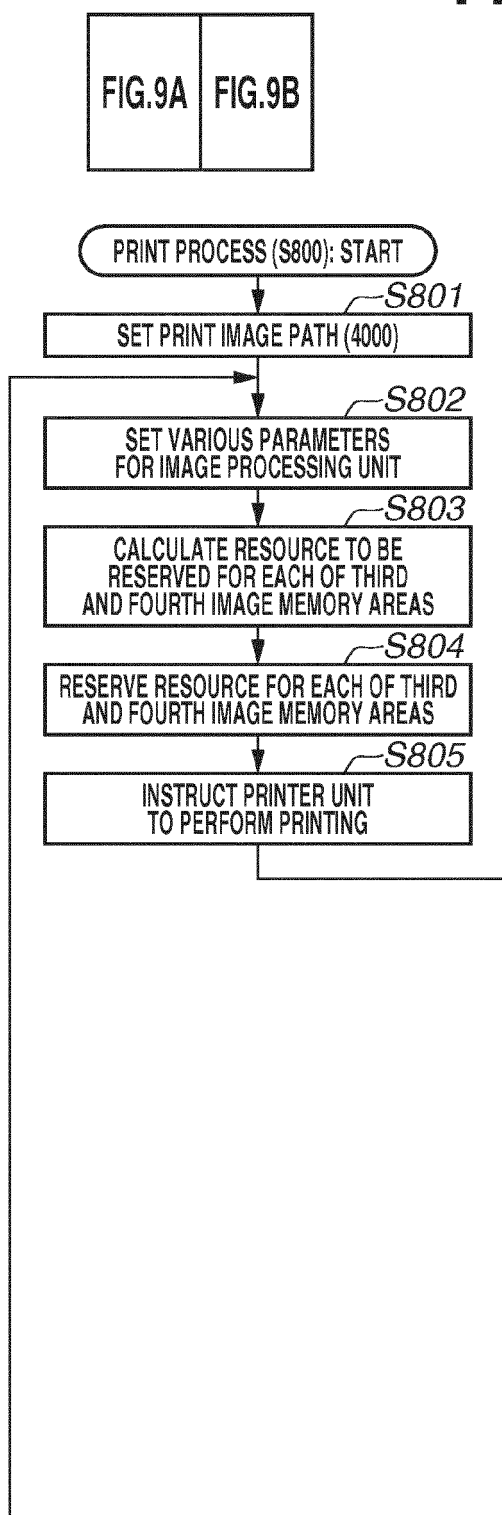 FIG.9A FIG.9B
PRINT PROCESS (S800): START
S801
SET PRINT IMAGE PATH (4000)
S802
SET VARIOUS PARAMETERS
FOR IMAGE PROCESSING UNIT
S803
CALCULATE RESOURCE TO BE
RESERVED FOR EACH OF THIRD
AND FOURTH IMAGE MEMORY AREAS
S804
RESERVE RESOURCE FOR EACH OF THIRD
AND FOURTH IMAGE MEMORY AREAS
S805
INSTRUCT PRINTER UNIT
TO PERFORM PRINTING